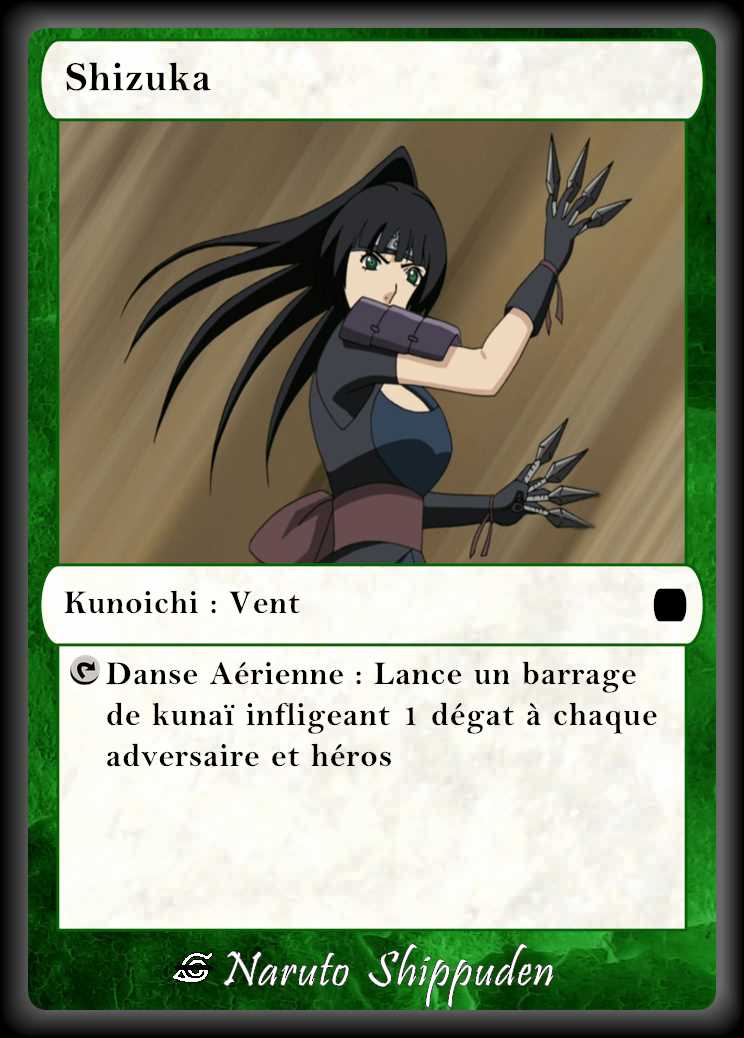 Shizuka
Kunoichi : Vent
Danse Aérienne : Lance un barrage
de kunaï infligeant 1 dégat à chaque
adversaire et héros
Naruto Shippuden